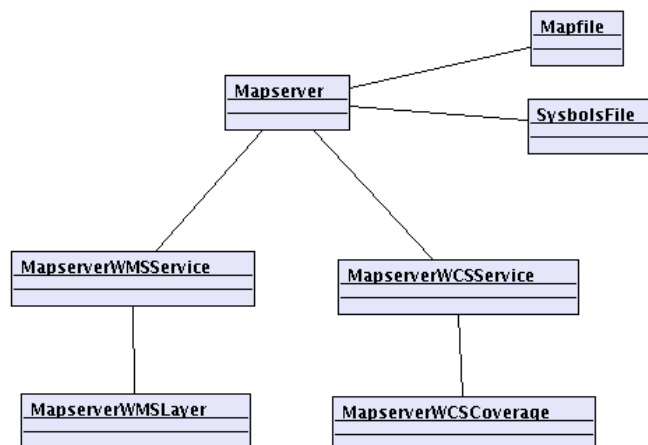 Mapfile
Mapserver
SysbolsFile
MapserverWMSService
MapserverWCSService
MapserverWMSLayer
MapserverWCSCoverage